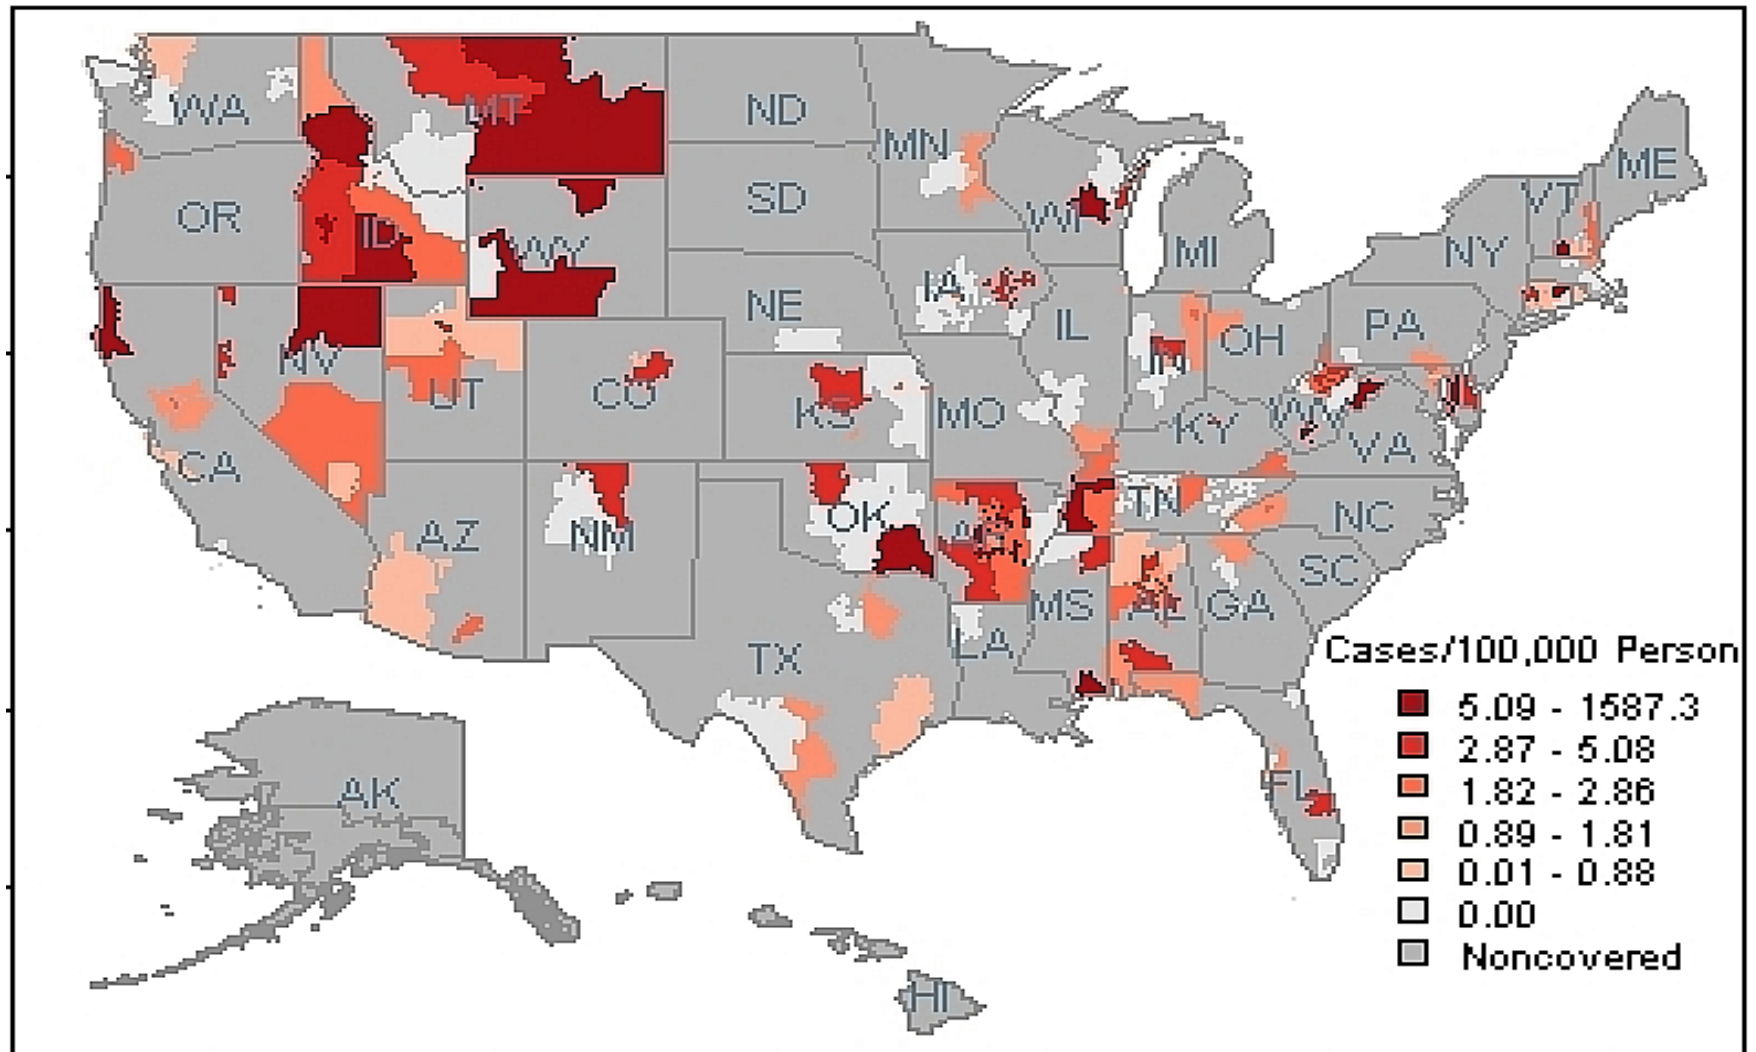 WA
MT
ND
MN
ME
OR
ID
SD
WI
VT
WY
MI
NY
IA
NE
NV
IL
IN
OH
PA
UT
CO
KS
MO
KY
WV
VA
CA
AZ
NM
OK
AR
TN
NC
SC
MS
AL
GA
TX
LA
Cases/100,000 Person
5.09 - 1587.3
2.87 - 5.08
1.82 - 2.86
0.89 - 1.81
0.01 - 0.88
0.00
Noncovered
AK
FL
HI